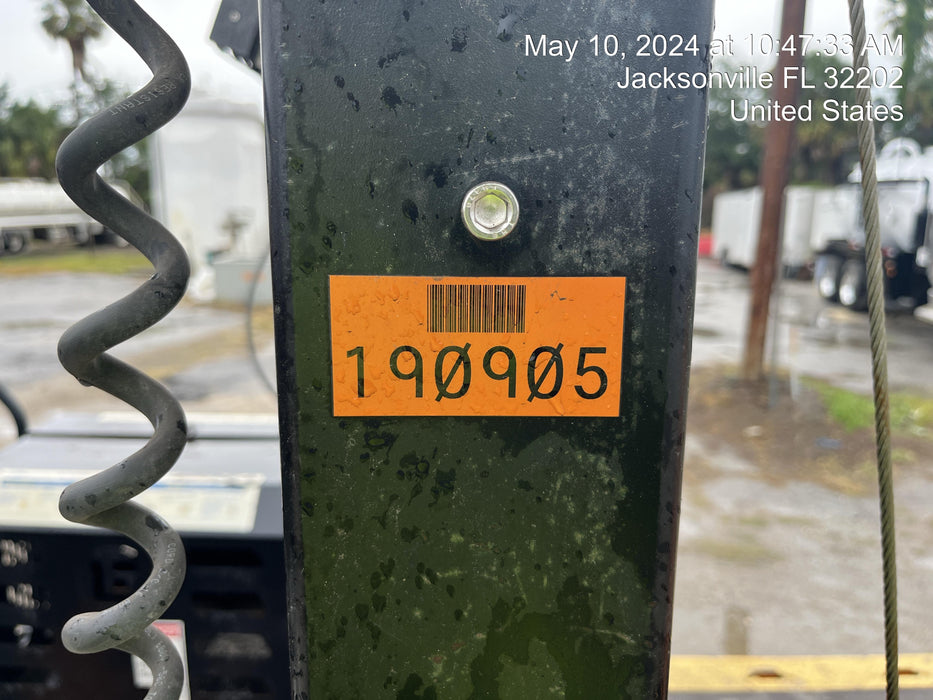 May 10, 2024 at 10:47:33 AM
Jacksonville FL 32202
United States
190905